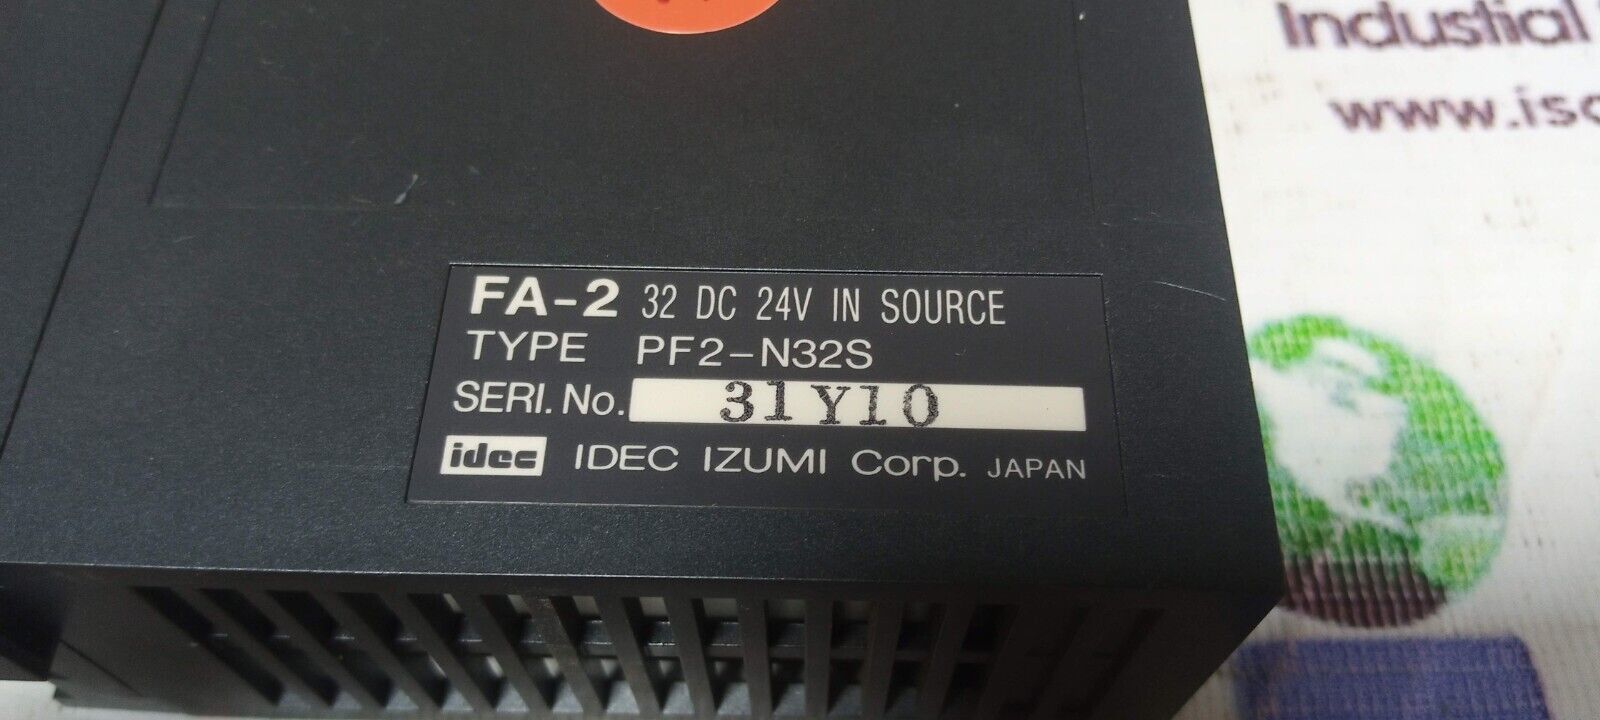 Industial
www.iso
FA-2 32 DC 24V IN SOURCE
TYPE PF2-N32S
SERI. No. 31Y10
idec IDEC IZUMI Corp. JAPAN